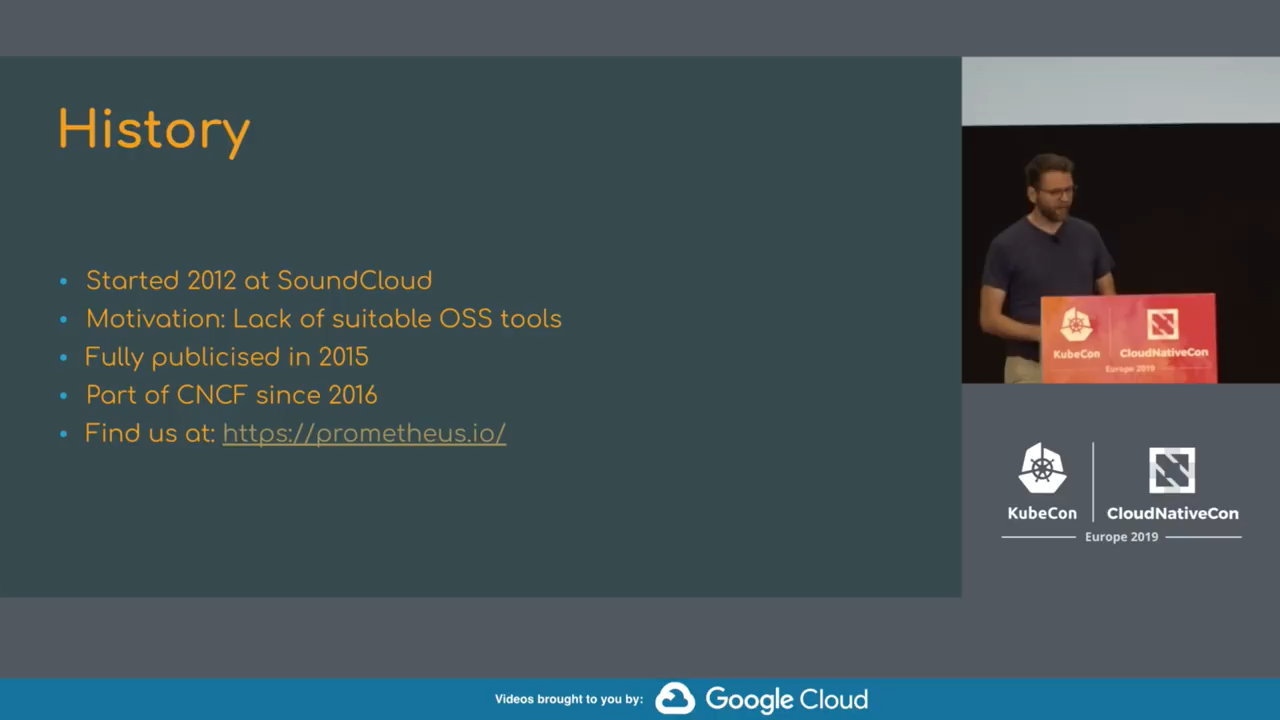 History
Started 2012 at SoundCloud
Motivation: Lack of suitable OSS tools
Fully publicised in 2015
Part of CNCF since 2016
Find us at: https://prometheus.io/
KubeCon
CloudNativeCon
Europe 2019
KubeCon
CloudNativeCon
Europe 2019
Videos brought to you by:
Google Cloud